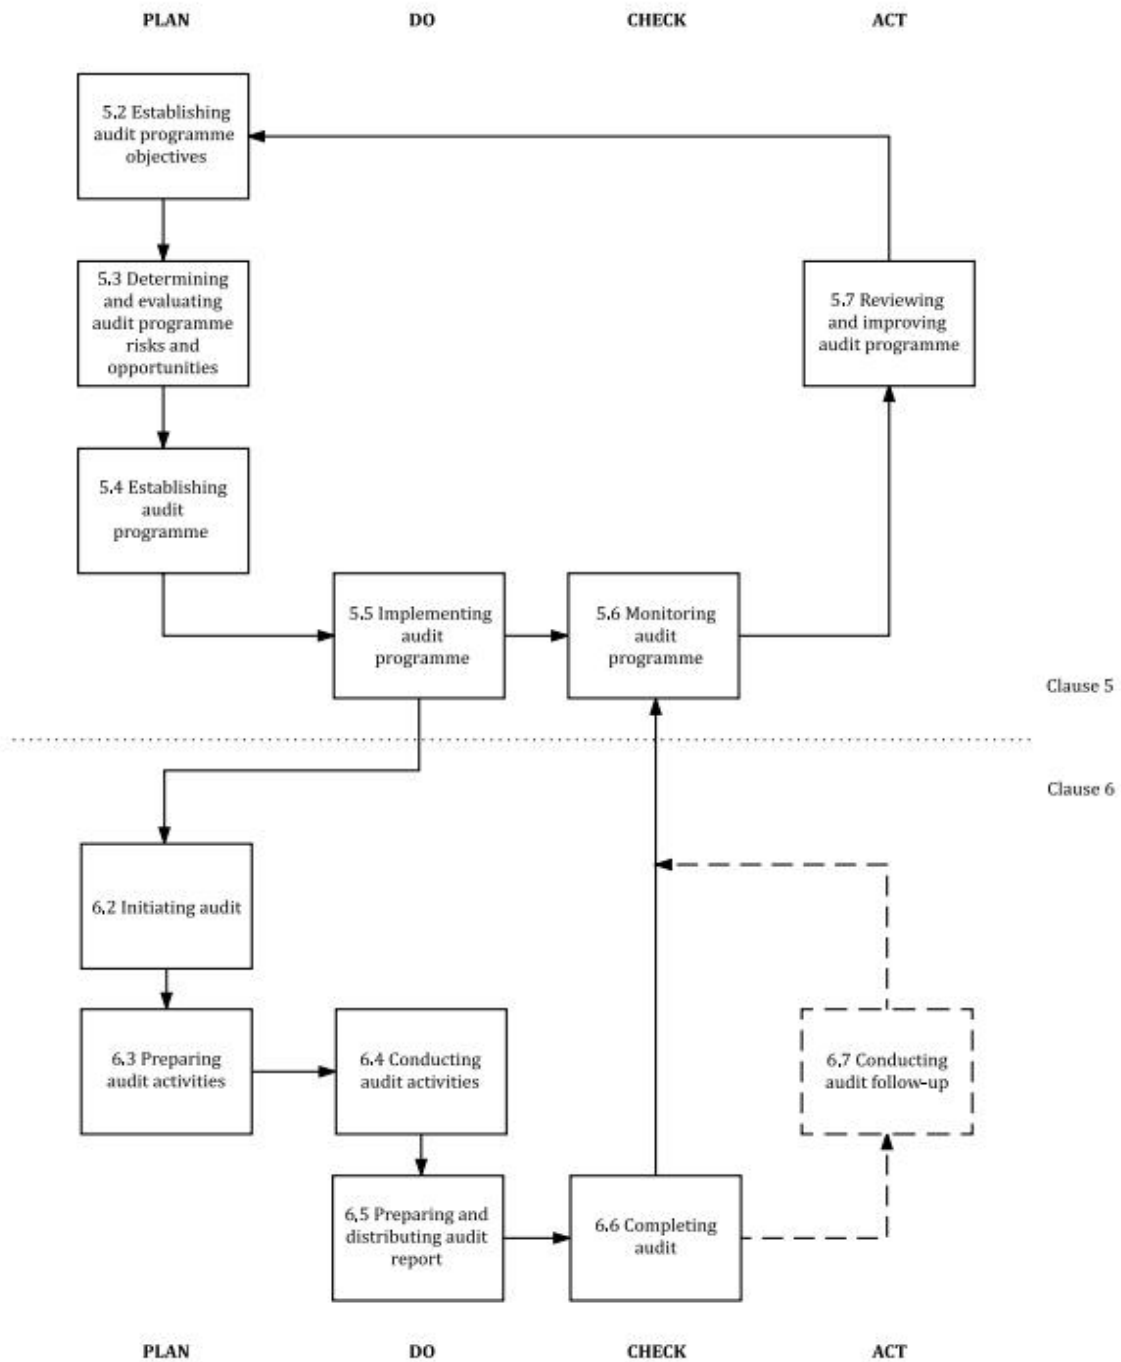 PLAN
DO
CHECK
ACT
5.2 Establishing
audit programme
objectives
5.3 Determining
and evaluating
audit programme
risks and
opportunities
5.7 Reviewing
and improving
audit programme
5.4 Establishing
audit
programme
5.5 Implementing
audit
programme
5.6 Monitoring
audit
programme
Clause 5
Clause 6
6.2 Initiating audit
6.3 Preparing
audit activities
6.4 Conducting
audit activities
6.7 Conducting
audit follow-up
6.5 Preparing and
distributing audit
report
6.6 Completing
audit
PLAN
DO
CHECK
ACT